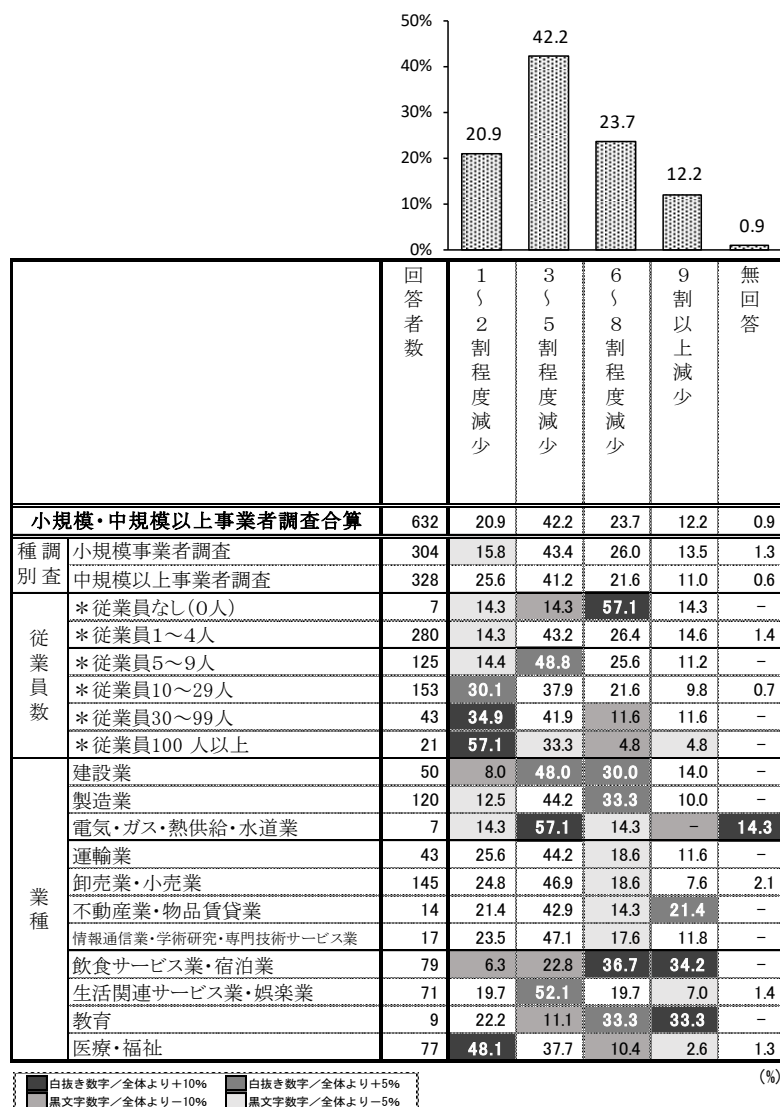 50%
40%
30%
20%
10%
0%
20.9
42.2
23.7
12.2
0.9
回答者数
1〜2割程度減少
3〜5割程度減少
6〜8割程度減少
9割以上減少
無回答
小規模・中規模以上事業者調査合算 632 20.9 42.2 23.7 12.2 0.9
調査種別
小規模事業者調査 304 15.8 43.4 26.0 13.5 1.3
中規模以上事業者調査 328 25.6 41.2 21.6 11.0 0.6
従業員数
*従業員なし(0人) 7 14.3 14.3 57.1 14.3 −
*従業員1〜4人 280 14.3 43.2 26.4 14.6 1.4
*従業員5〜9人 125 14.4 48.8 25.6 11.2 −
*従業員10〜29人 153 30.1 37.9 21.6 9.8 0.7
*従業員30〜99人 43 34.9 41.9 11.6 11.6 −
*従業員100 人以上 21 57.1 33.3 4.8 4.8 −
業種
建設業 50 8.0 48.0 30.0 14.0 −
製造業 120 12.5 44.2 33.3 10.0 −
電気・ガス・熱供給・水道業 7 14.3 57.1 14.3 − 14.3
運輸業 43 25.6 44.2 18.6 11.6 −
卸売業・小売業 145 24.8 46.9 18.6 7.6 2.1
不動産業・物品賃貸業 14 21.4 42.9 14.3 21.4 −
情報通信業・学術研究・専門技術サービス業 17 23.5 47.1 17.6 11.8 −
飲食サービス業・宿泊業 79 6.3 22.8 36.7 34.2 −
生活関連サービス業・娯楽業 71 19.7 52.1 19.7 7.0 1.4
教育 9 22.2 11.1 33.3 33.3 −
医療・福祉 77 48.1 37.7 10.4 2.6 1.3
(%)
白抜き数字/全体より+10% 白抜き数字/全体より+5%
黒文字数字/全体より−10% 黒文字数字/全体より−5%